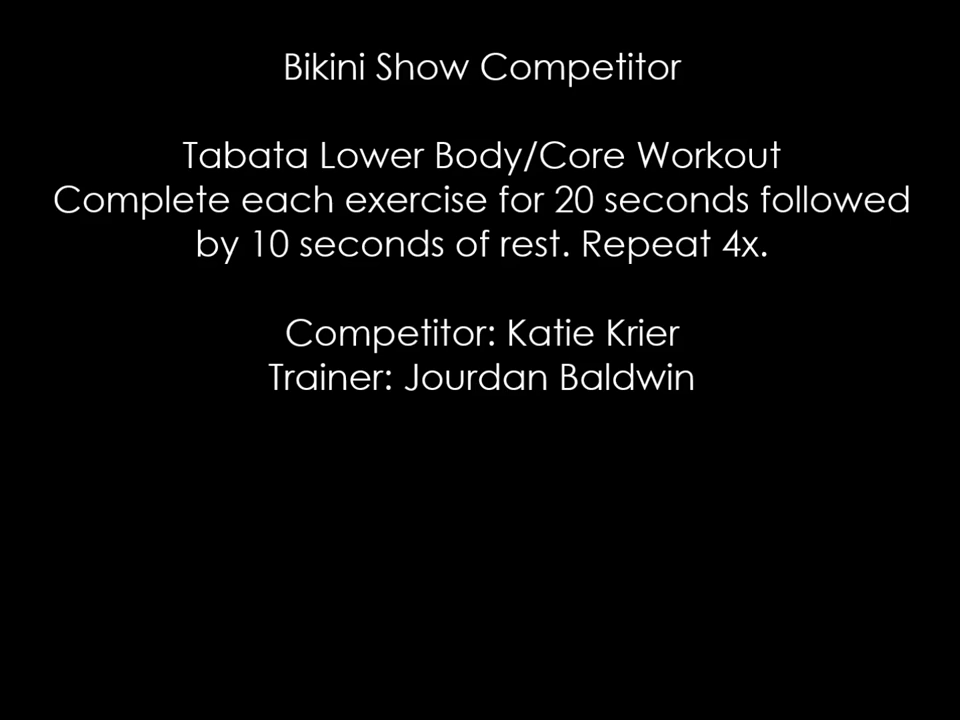 Bikini Show Competitor
Tabata Lower Body/Core Workout
Complete each exercise for 20 seconds followed
by 10 seconds of rest. Repeat 4x.
Competitor: Katie Krier
Trainer: Jourdan Baldwin